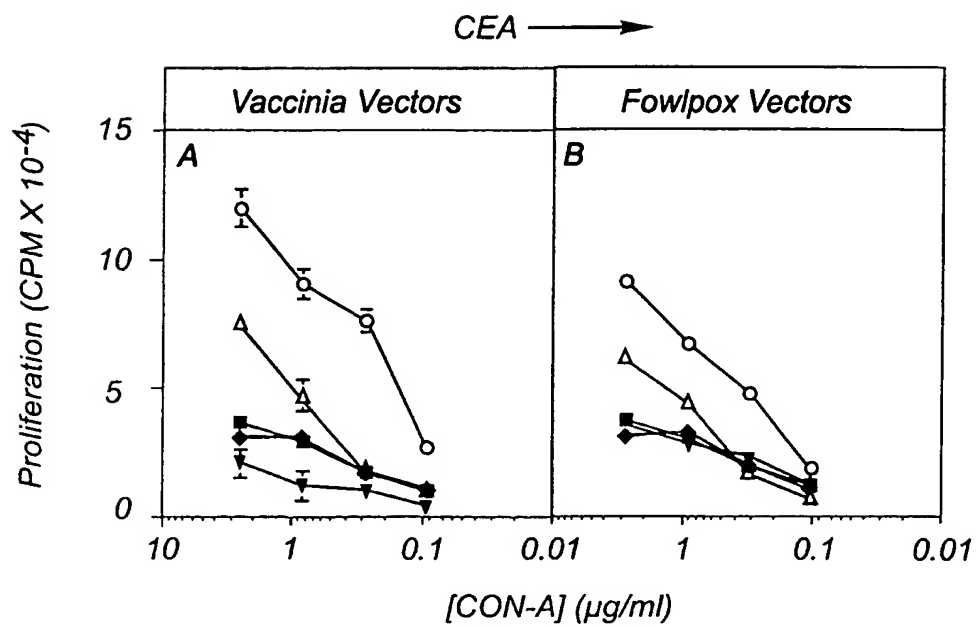 CEA
Vaccinia Vectors Fowlpox Vectors
A B
Proliferation (CPM X 10-4)
15
10
5
0
10 1 0.1 0.01 1 0.1 0.01
[CON-A] (µg/ml)